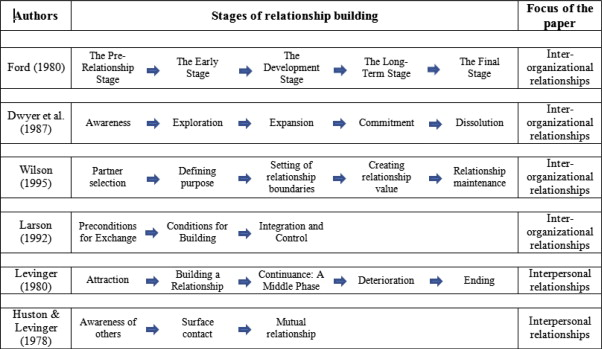 Authors Stages of relationship building Focus of the paper
Ford (1980) The Pre-Relationship Stage The Early Stage The Development Stage The Long-Term Stage The Final Stage Inter-organizational relationships
Dwyer et al. (1987) Awareness Exploration Expansion Commitment Dissolution Inter-organizational relationships
Wilson (1995) Partner selection Defining purpose Setting of relationship boundaries Creating relationship value Relationship maintenance Inter-organizational relationships
Larson (1992) Preconditions for Exchange Conditions for Building Integration and Control Inter-organizational relationships
Levinger (1980) Attraction Building a Relationship Continuance: A Middle Phase Deterioration Ending Interpersonal relationships
Huston & Levinger (1978) Awareness of others Surface contact Mutual relationship Interpersonal relationships